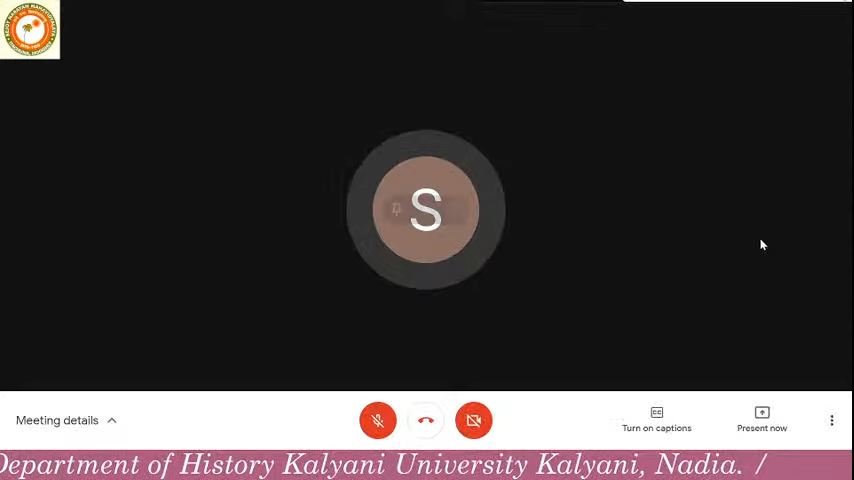 S
Meeting details
Turn on captions
Present now
Department of History Kalyani University Kalyani, Nadia. /